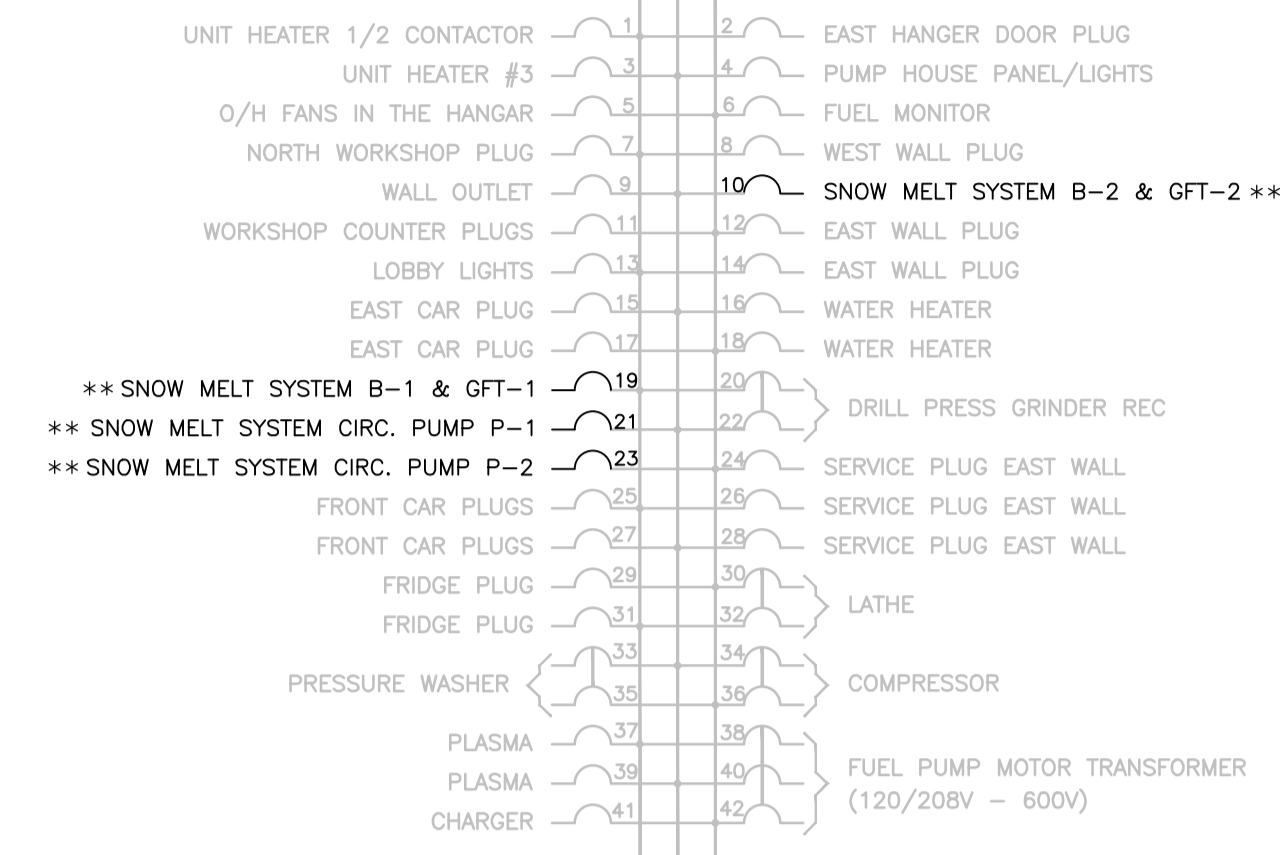 UNIT HEATER 1/2 CONTACTOR 1 2 EAST HANGER DOOR PLUG
UNIT HEATER #3 3 4 PUMP HOUSE PANEL/LIGHTS
O/H FANS IN THE HANGAR 5 6 FUEL MONITOR
NORTH WORKSHOP PLUG 7 8 WEST WALL PLUG
WALL OUTLET 9 10 SNOW MELT SYSTEM B-2 & GFT-2 **
WORKSHOP COUNTER PLUGS 11 12 EAST WALL PLUG
LOBBY LIGHTS 13 14 EAST WALL PLUG
EAST CAR PLUG 15 16 WATER HEATER
EAST CAR PLUG 17 18 WATER HEATER
** SNOW MELT SYSTEM B-1 & GFT-1 19 20
DRILL PRESS GRINDER REC
** SNOW MELT SYSTEM CIRC. PUMP P-1 21 22
** SNOW MELT SYSTEM CIRC. PUMP P-2 23 24 SERVICE PLUG EAST WALL
FRONT CAR PLUGS 25 26 SERVICE PLUG EAST WALL
FRONT CAR PLUGS 27 28 SERVICE PLUG EAST WALL
FRIDGE PLUG 29 30
LATHE
FRIDGE PLUG 31 32
33 34
PRESSURE WASHER COMPRESSOR
35 36
PLASMA 37 38
FUEL PUMP MOTOR TRANSFORMER
PLASMA 39 40
(120/208V - 600V)
CHARGER 41 42